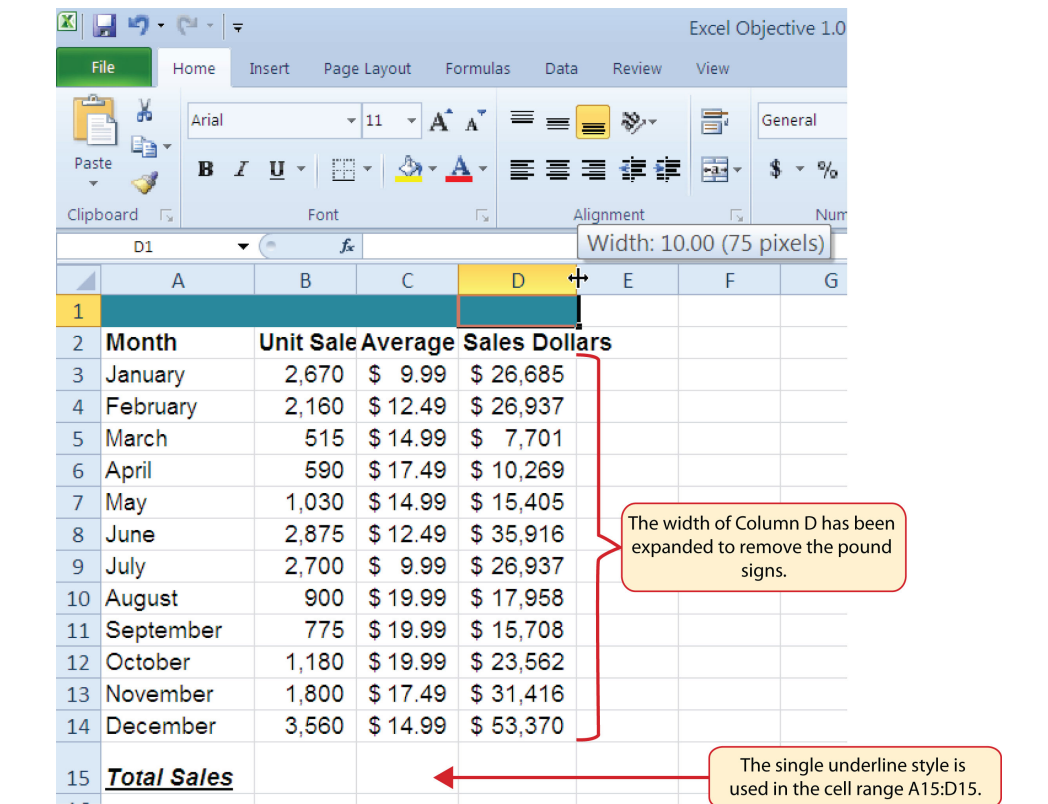 Excel Objective 1.0
File Home Insert Page Layout Formulas Data Review View
Arial 11 A A General
Paste
B I U A $ %
Clipboard Font Alignment Num
D1 fx
Width: 10.00 (75 pixels)
A B C D E F G
1
2 Month Unit Sale Average Sales Dollars
3 January 2,670 $ 9.99 $ 26,685
4 February 2,160 $ 12.49 $ 26,937
5 March 515 $ 14.99 $ 7,701
6 April 590 $ 17.49 $ 10,269
7 May 1,030 $ 14.99 $ 15,405
8 June 2,875 $ 12.49 $ 35,916
9 July 2,700 $ 9.99 $ 26,937
10 August 900 $ 19.99 $ 17,958
11 September 775 $ 19.99 $ 15,708
12 October 1,180 $ 19.99 $ 23,562
13 November 1,800 $ 17.49 $ 31,416
14 December 3,560 $ 14.99 $ 53,370
15 Total Sales
The width of Column D has been
expanded to remove the pound
signs.
The single underline style is
used in the cell range A15:D15.